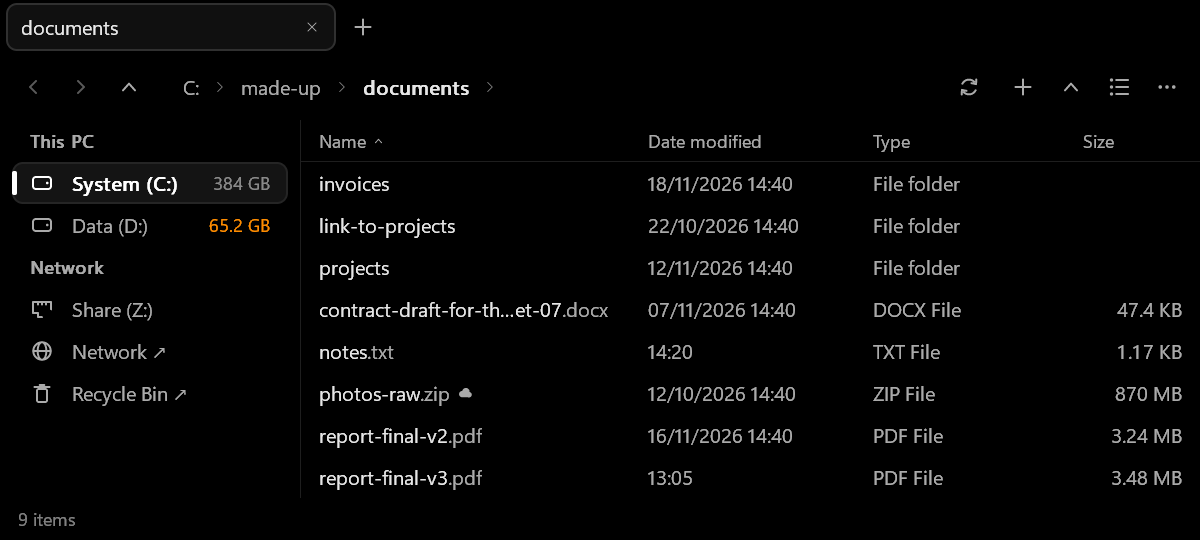 documents
C: made-up documents
This PC Name Date modified Type Size
System (C:) 384 GB invoices 18/11/2026 14:40 File folder
Data (D:) 65.2 GB link-to-projects 22/10/2026 14:40 File folder
Network projects 12/11/2026 14:40 File folder
Share (Z:) contract-draft-for-th...et-07.docx 07/11/2026 14:40 DOCX File 47.4 KB
Network ↗ notes.txt 14:20 TXT File 1.17 KB
Recycle Bin ↗ photos-raw.zip 12/10/2026 14:40 ZIP File 870 MB
report-final-v2.pdf 16/11/2026 14:40 PDF File 3.24 MB
report-final-v3.pdf 13:05 PDF File 3.48 MB
9 items